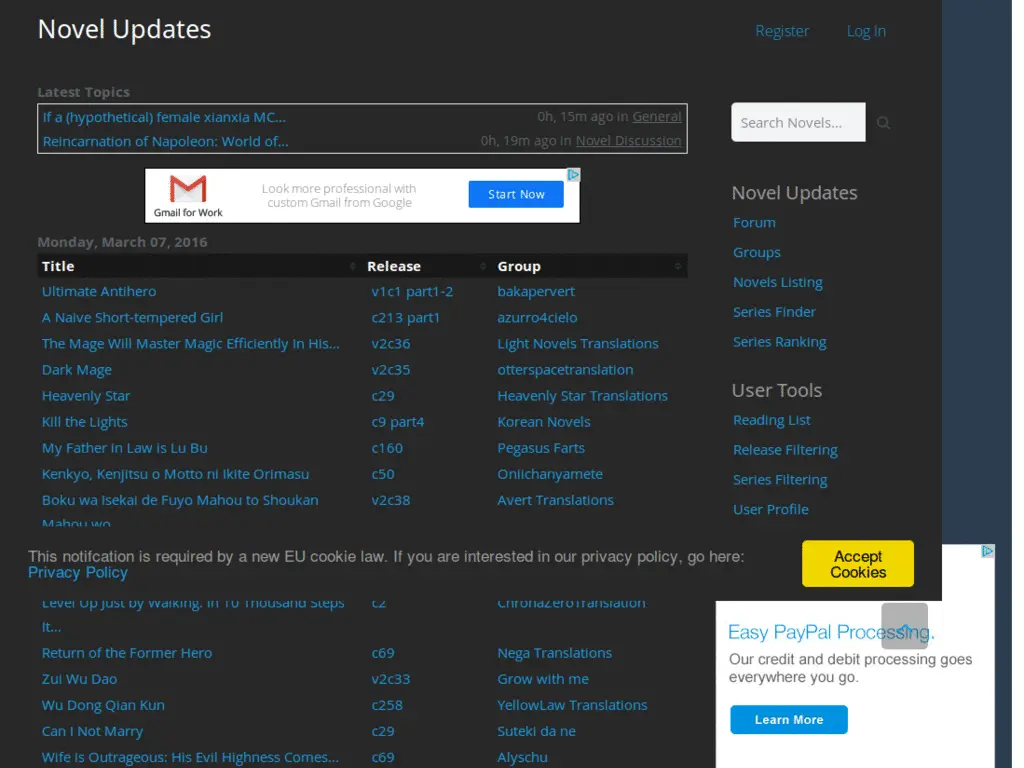 Novel Updates
Register Log In
Latest Topics
If a (hypothetical) female xianxia MC... 0h, 15m ago in General
Reincarnation of Napoleon: World of... 0h, 19m ago in Novel Discussion
Search Novels...
Gmail for Work
Look more professional with
custom Gmail from Google
Start Now
Monday, March 07, 2016
Title Release Group
Ultimate Antihero v1c1 part1-2 bakapervert
A Naive Short-tempered Girl c213 part1 azurro4cielo
The Mage Will Master Magic Efficiently In His... v2c36 Light Novels Translations
Dark Mage v2c35 otterspacetranslation
Heavenly Star c29 Heavenly Star Translations
Kill the Lights c9 part4 Korean Novels
My Father in Law is Lu Bu c160 Pegasus Farts
Kenkyo, Kenjitsu o Motto ni Ikite Orimasu c50 Oniichanyamete
Boku wa Isekai de Fuyo Mahou to Shoukan v2c38 Avert Translations
Mahou wo
Novel Updates
Forum
Groups
Novels Listing
Series Finder
Series Ranking
User Tools
Reading List
Release Filtering
Series Filtering
User Profile
This notifcation is required by a new EU cookie law. If you are interested in our privacy policy, go here:
Privacy Policy
Accept
Cookies
Level Up Just by Walking. In 10 Thousand Steps c2 ChronaZeroTranslation
It...
Return of the Former Hero c69 Nega Translations
Zui Wu Dao v2c33 Grow with me
Wu Dong Qian Kun c258 YellowLaw Translations
Can I Not Marry c29 Suteki da ne
Wife is Outrageous: His Evil Highness Comes... c69 Alyschu
Easy PayPal Processing.
Our credit and debit processing goes
everywhere you go.
Learn More